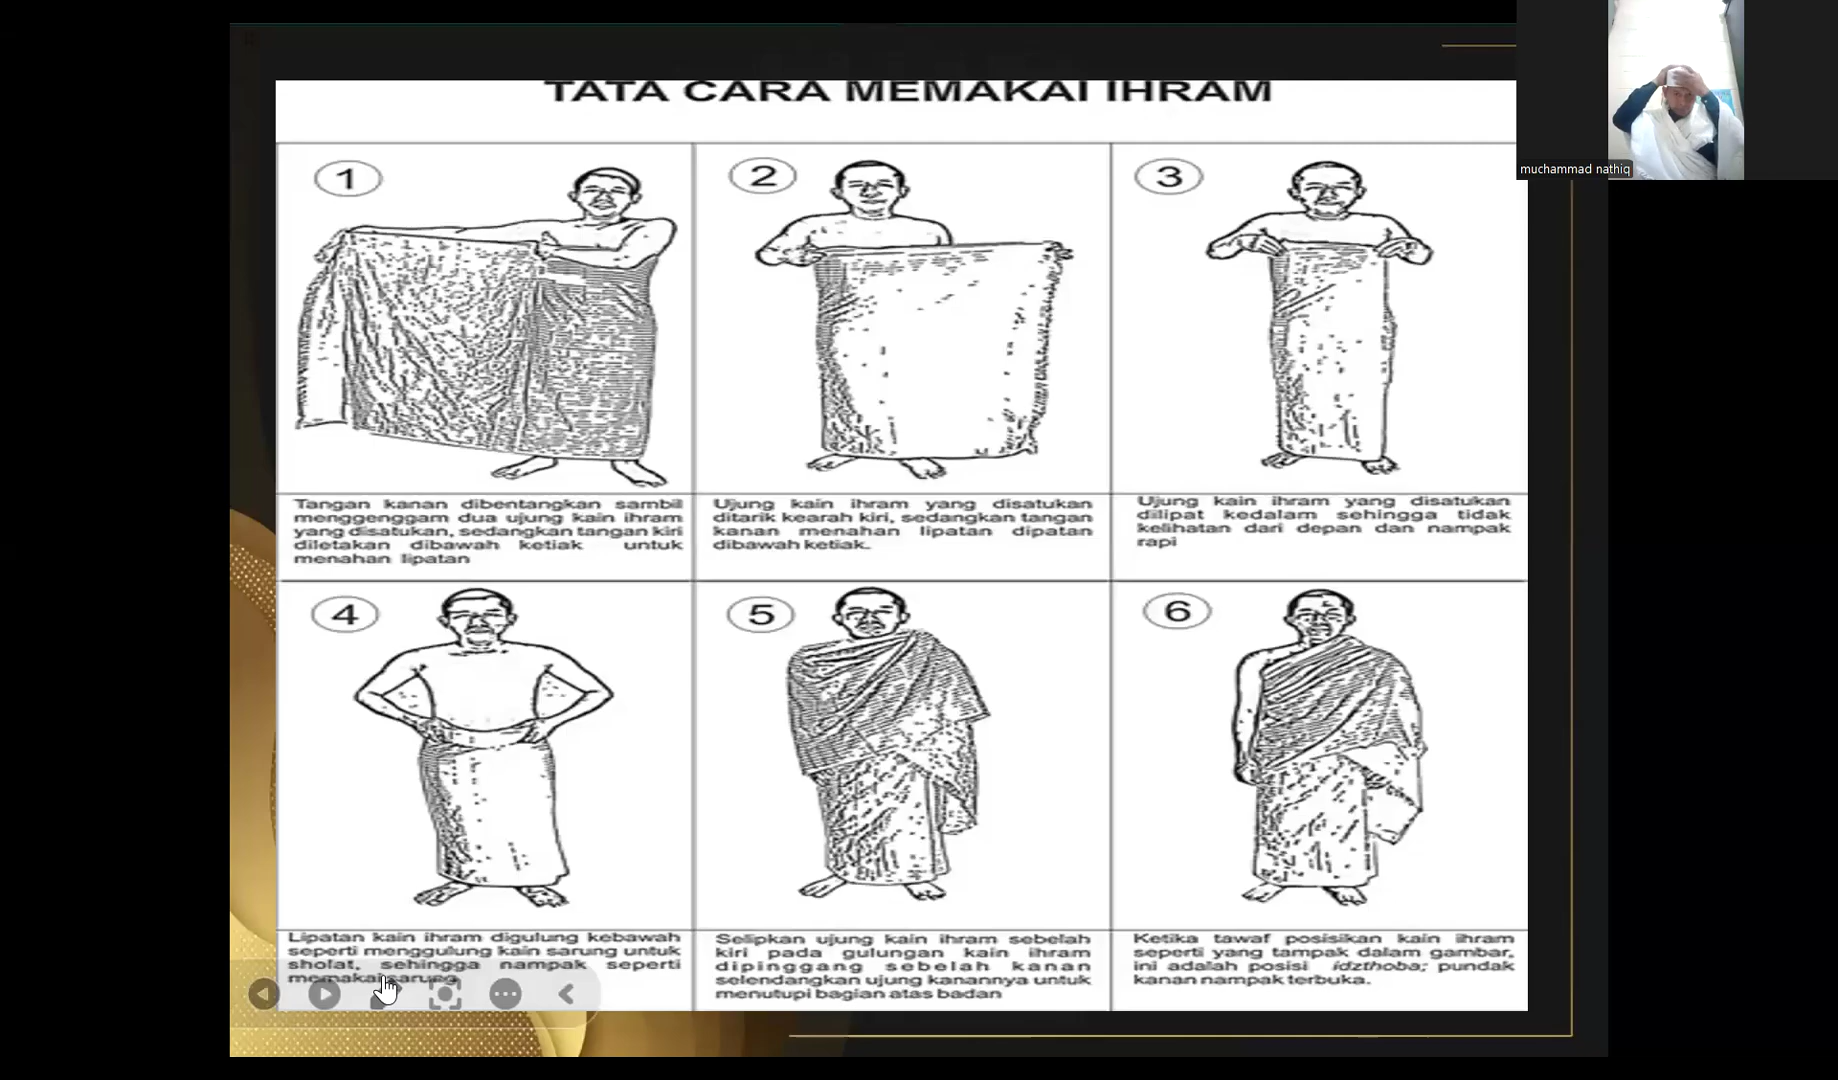 TATA CARA MEMAKAI IHRAM
muchammad nathiq
1
2
3
Tangan kanan dibentangkan sambil
menggenggam dua ujung kain ihram
yang disatukan, sedangkan tangan kiri
diletakan dibawah ketiak untuk
menahan lipatan
Ujung kain ihram yang disatukan
ditarik kearah kiri, sedangkan tangan
kanan menahan lipatan dipatan
dibawah ketiak.
Ujung kain ihram yang disatukan
dilipat kedalam sehingga tidak
kelihatan dari depan dan nampak
rapi
4
5
6
Lipatan kain ihram digulung kebawah
seperti menggulung kain sarung untuk
sholat, sehingga nampak seperti
memakai sarung
Selipkan ujung kain ihram sebelah
kiri pada gulungan kain ihram
dipinggang sebelah kanan
selendangkan ujung kanannya untuk
menutupi bagian atas badan
Ketika tawaf posisikan kain ihram
seperti yang tampak dalam gambar,
ini adalah posisi idzthoba; pundak
kanan nampak terbuka.